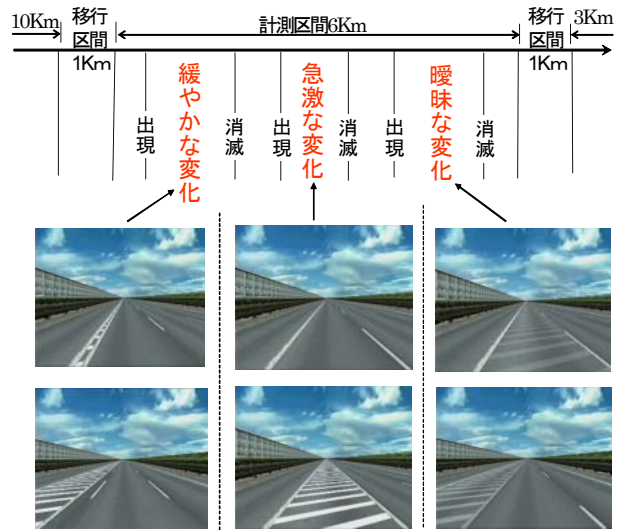 10Km
移行
区間
1Km
計測区間6Km
移行
区間
1Km
3Km
出現
緩やかな変化
消滅
出現
急激な変化
消滅
出現
曖昧な変化
消滅